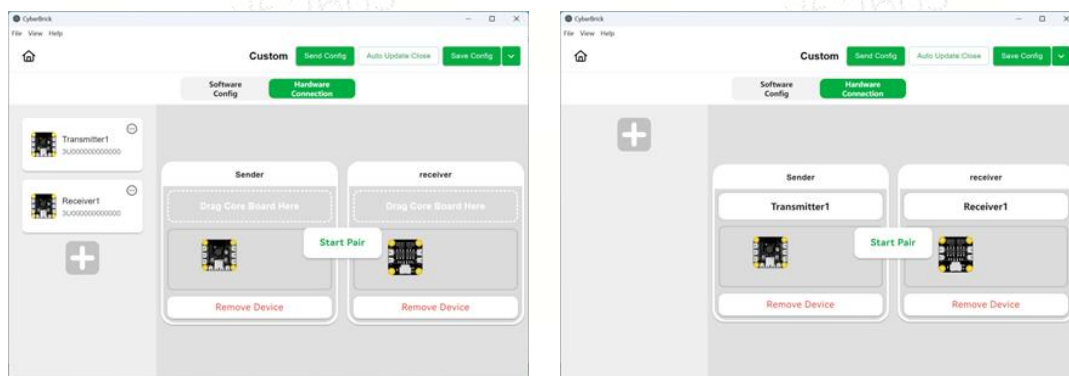 CyberBrick
File View Help
Custom
Send Config
Auto Update:Close
Save Config
Software
Config
Hardware
Connection
Transmitter1
3U000000000000
Receiver1
3U000000000000
Sender
receiver
Drag Core Board Here
Drag Core Board Here
Start Pair
Remove Device
Remove Device
CyberBrick
File View Help
Custom
Send Config
Auto Update:Close
Save Config
Software
Config
Hardware
Connection
Sender
receiver
Transmitter1
Receiver1
Start Pair
Remove Device
Remove Device